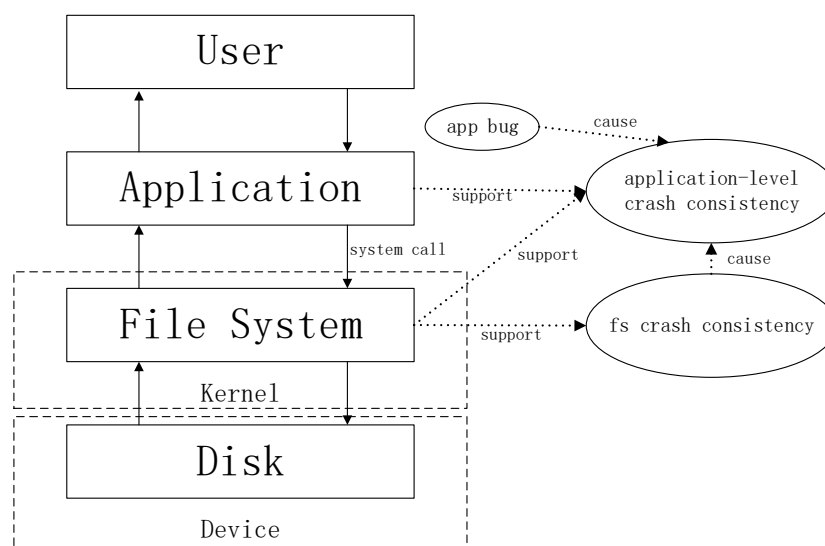 User
app bug
cause
Application
support
application-level
crash consistency
system call
support
cause
File System
support
fs crash consistency
Kernel
Disk
Device